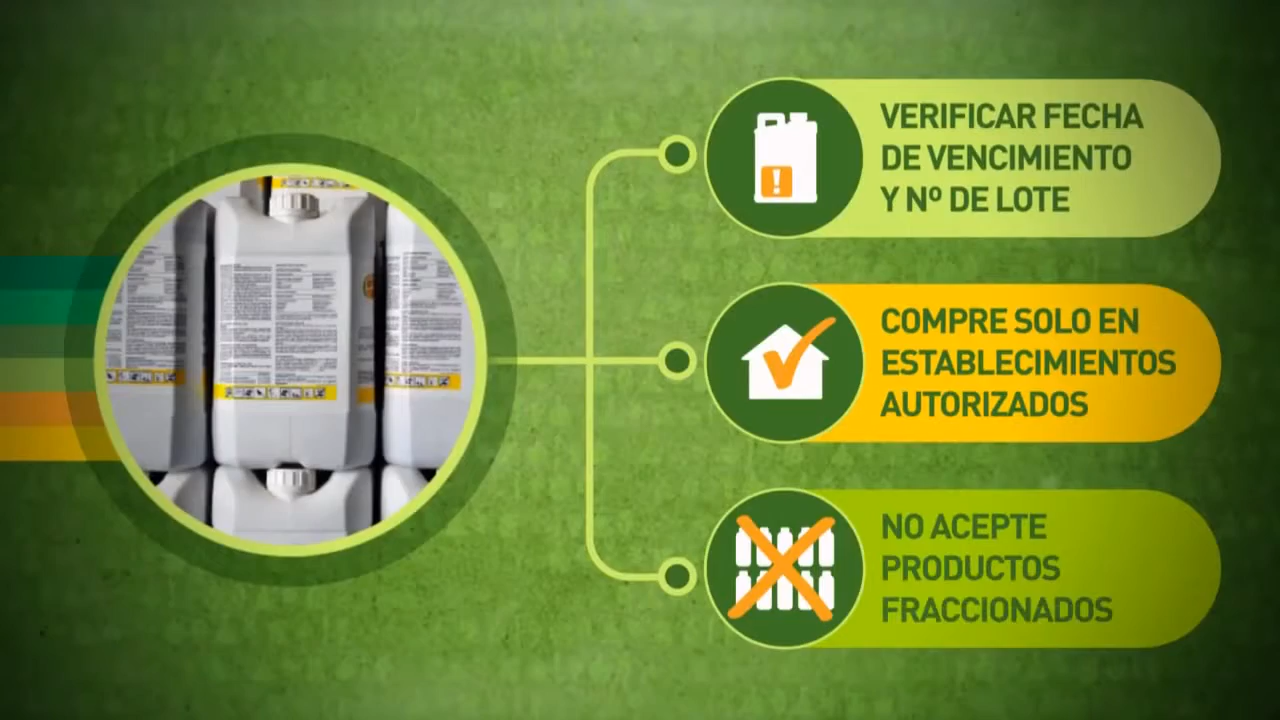 VERIFICAR FECHA
DE VENCIMIENTO
Y Nº DE LOTE
COMPRE SOLO EN
ESTABLECIMIENTOS
AUTORIZADOS
NO ACEPTE
PRODUCTOS
FRACCIONADOS